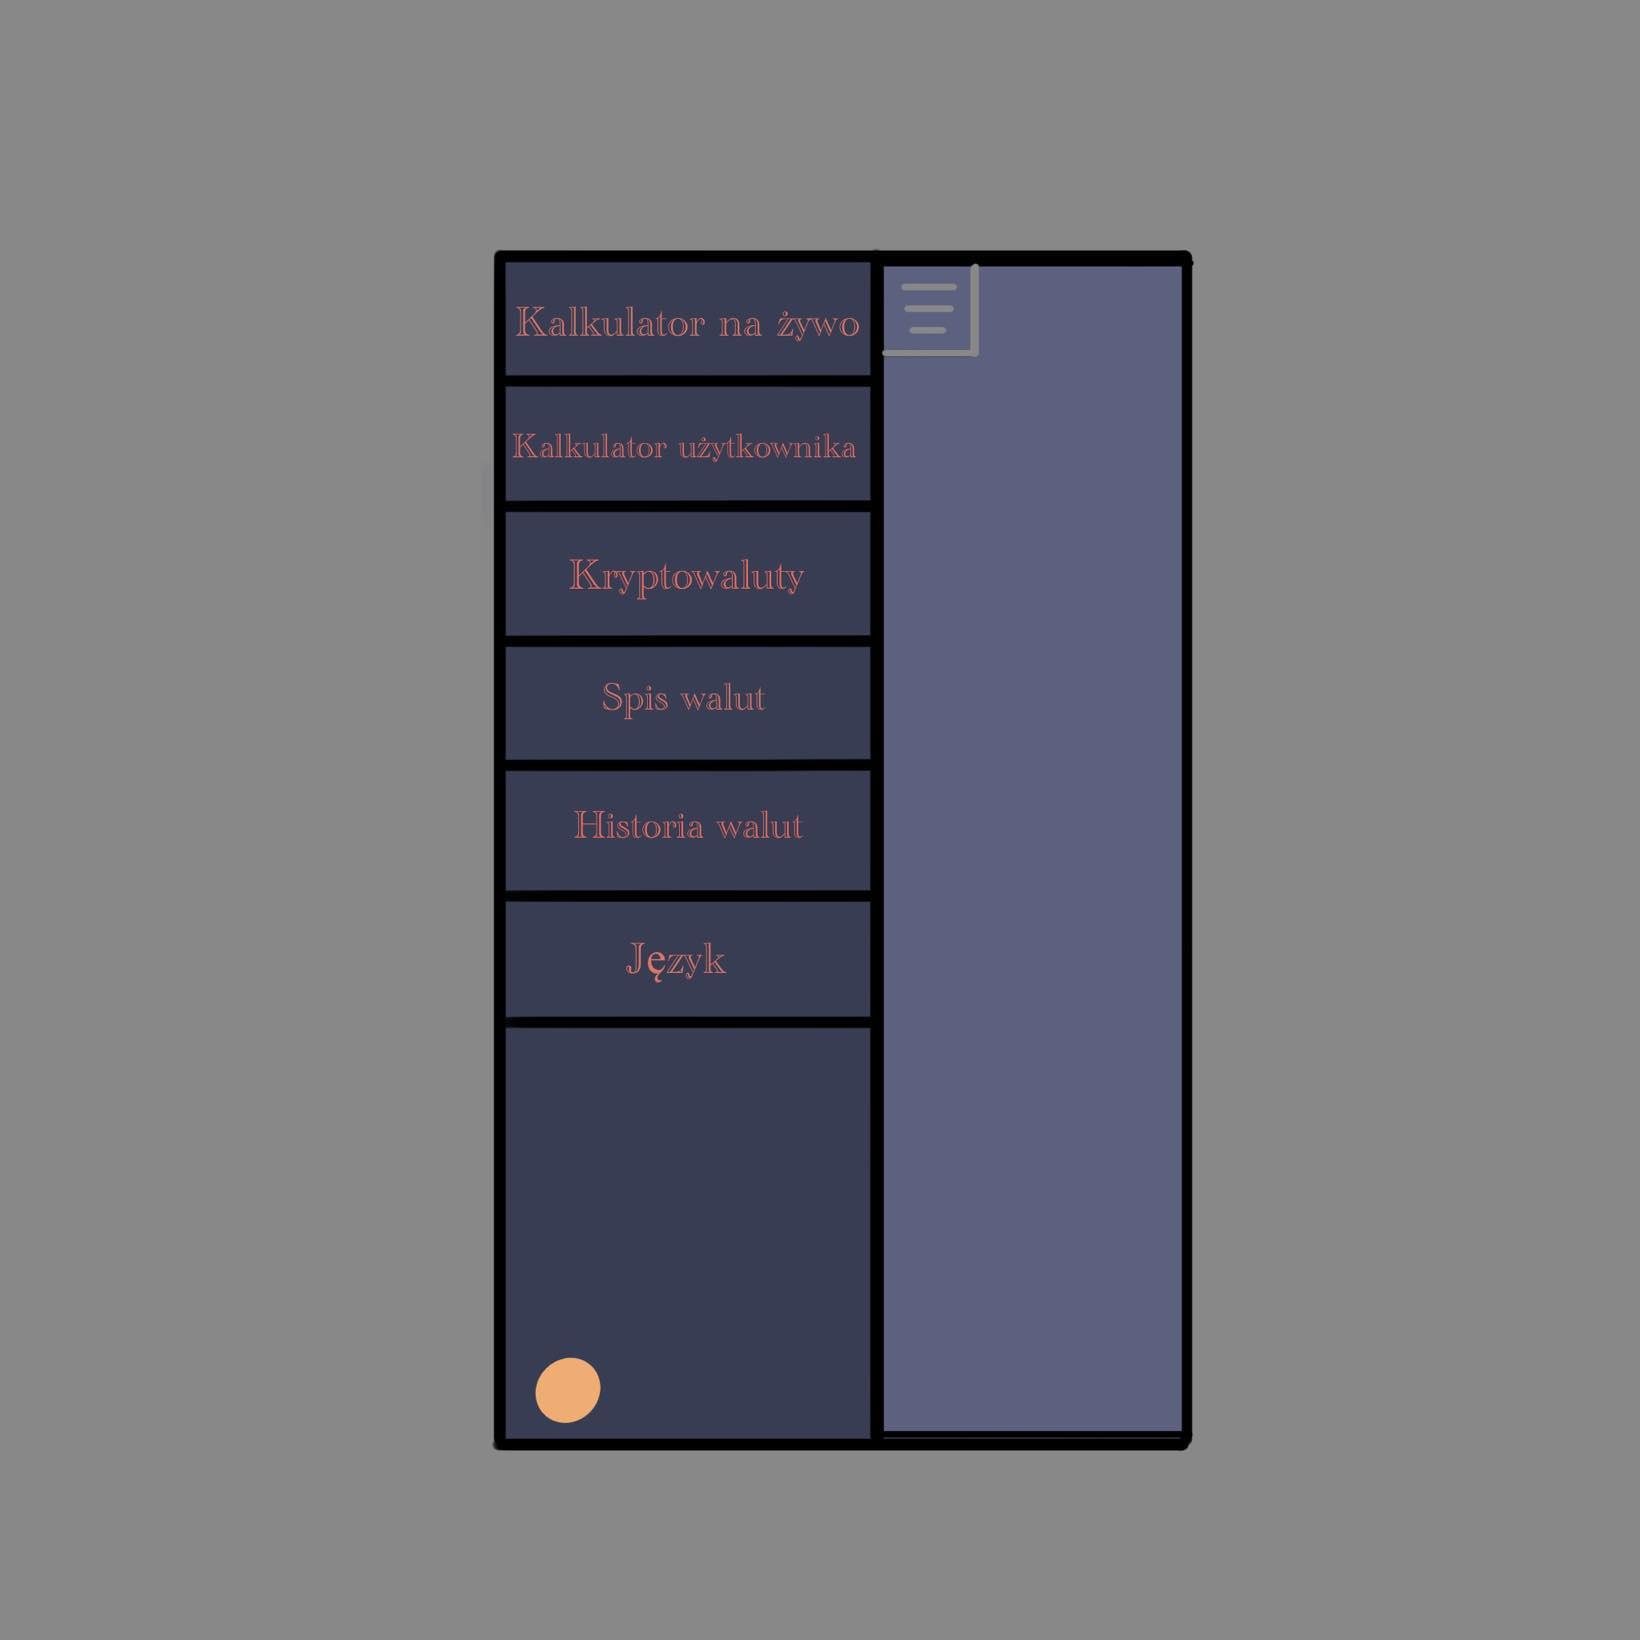 Kalkulator na żywo
Kalkulator użytkownika
Kryptowaluty
Spis walut
Historia walut
Język